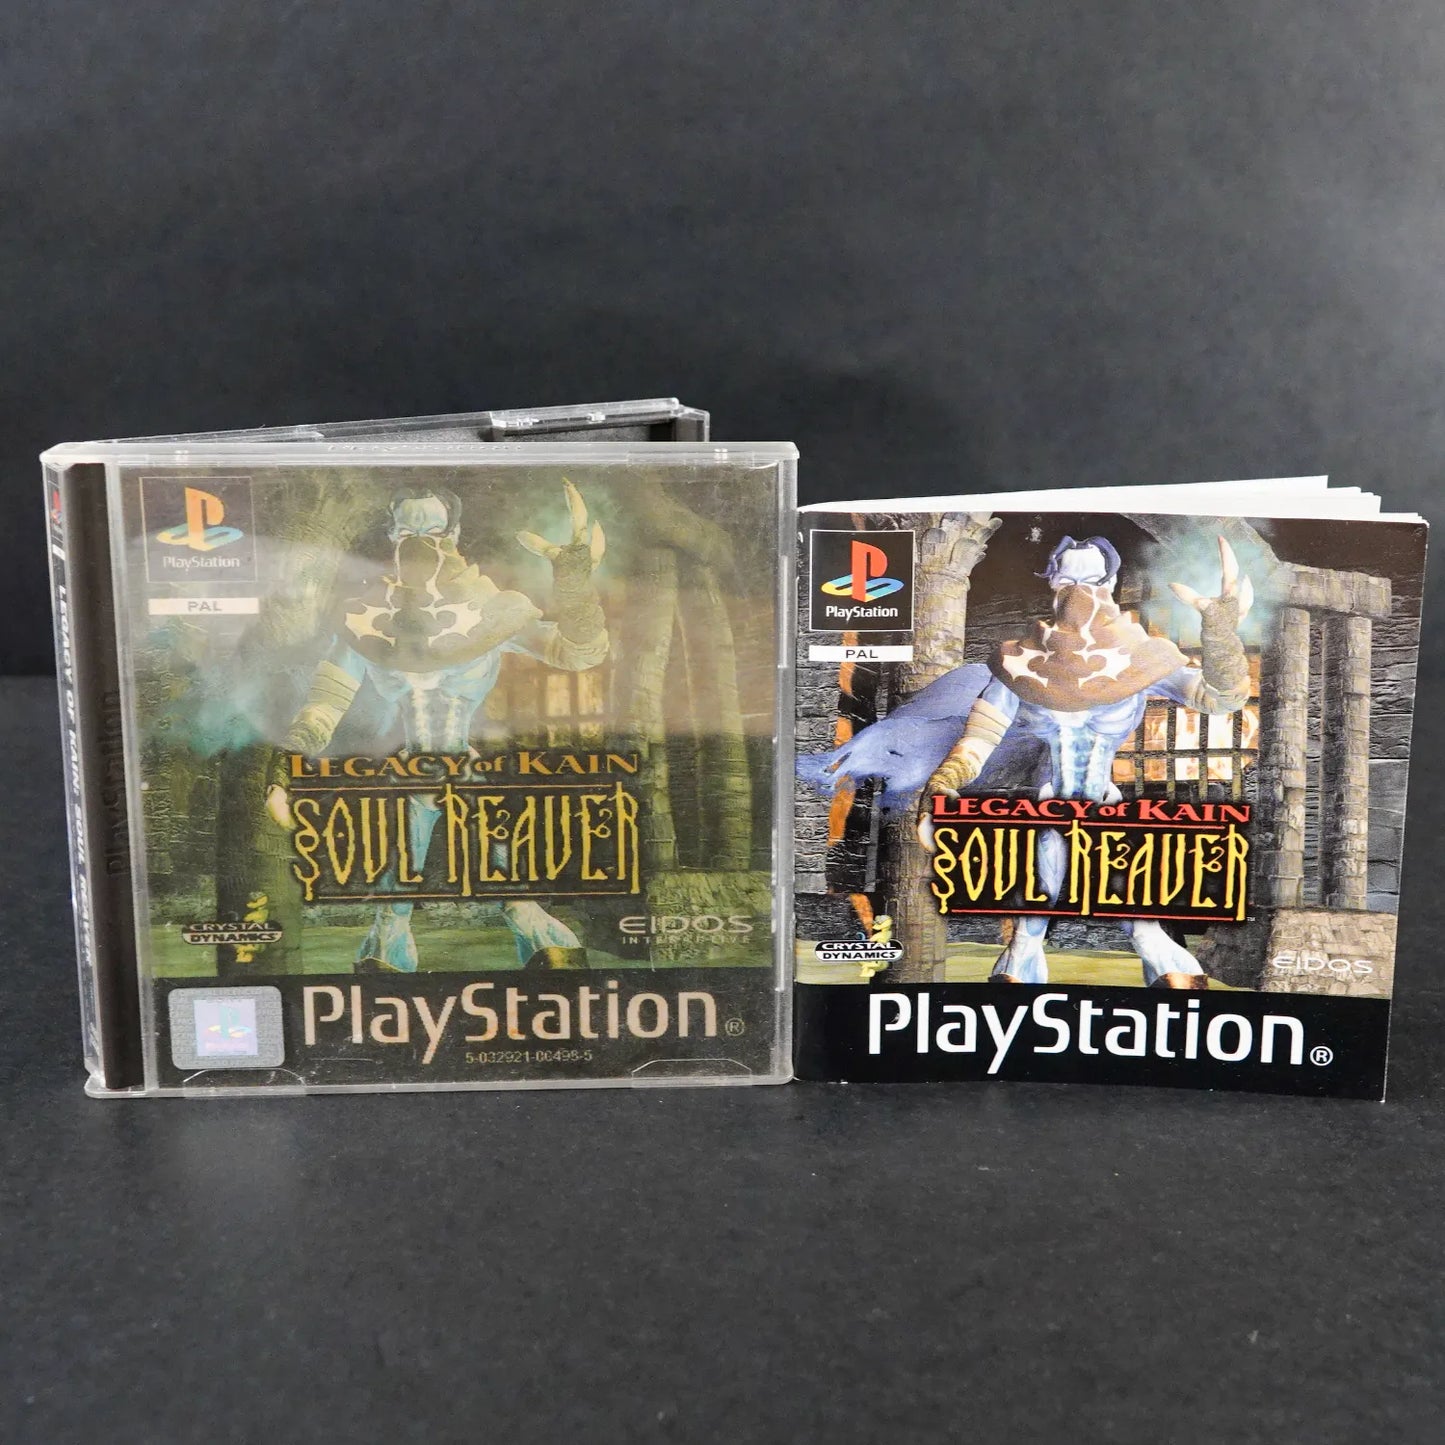 PlayStation
PAL
LEGACY of KAIN
SOUL REAVER
CRYSTAL
DYNAMICS
EIDOS
INTERACTIVE
PlayStation®
5-032921-00498-5
LEGACY OF KAIN: SOUL REAVER
PlayStation
PlayStation
PAL
LEGACY of KAIN
SOUL REAVER™
CRYSTAL
DYNAMICS
EIDOS
PlayStation®